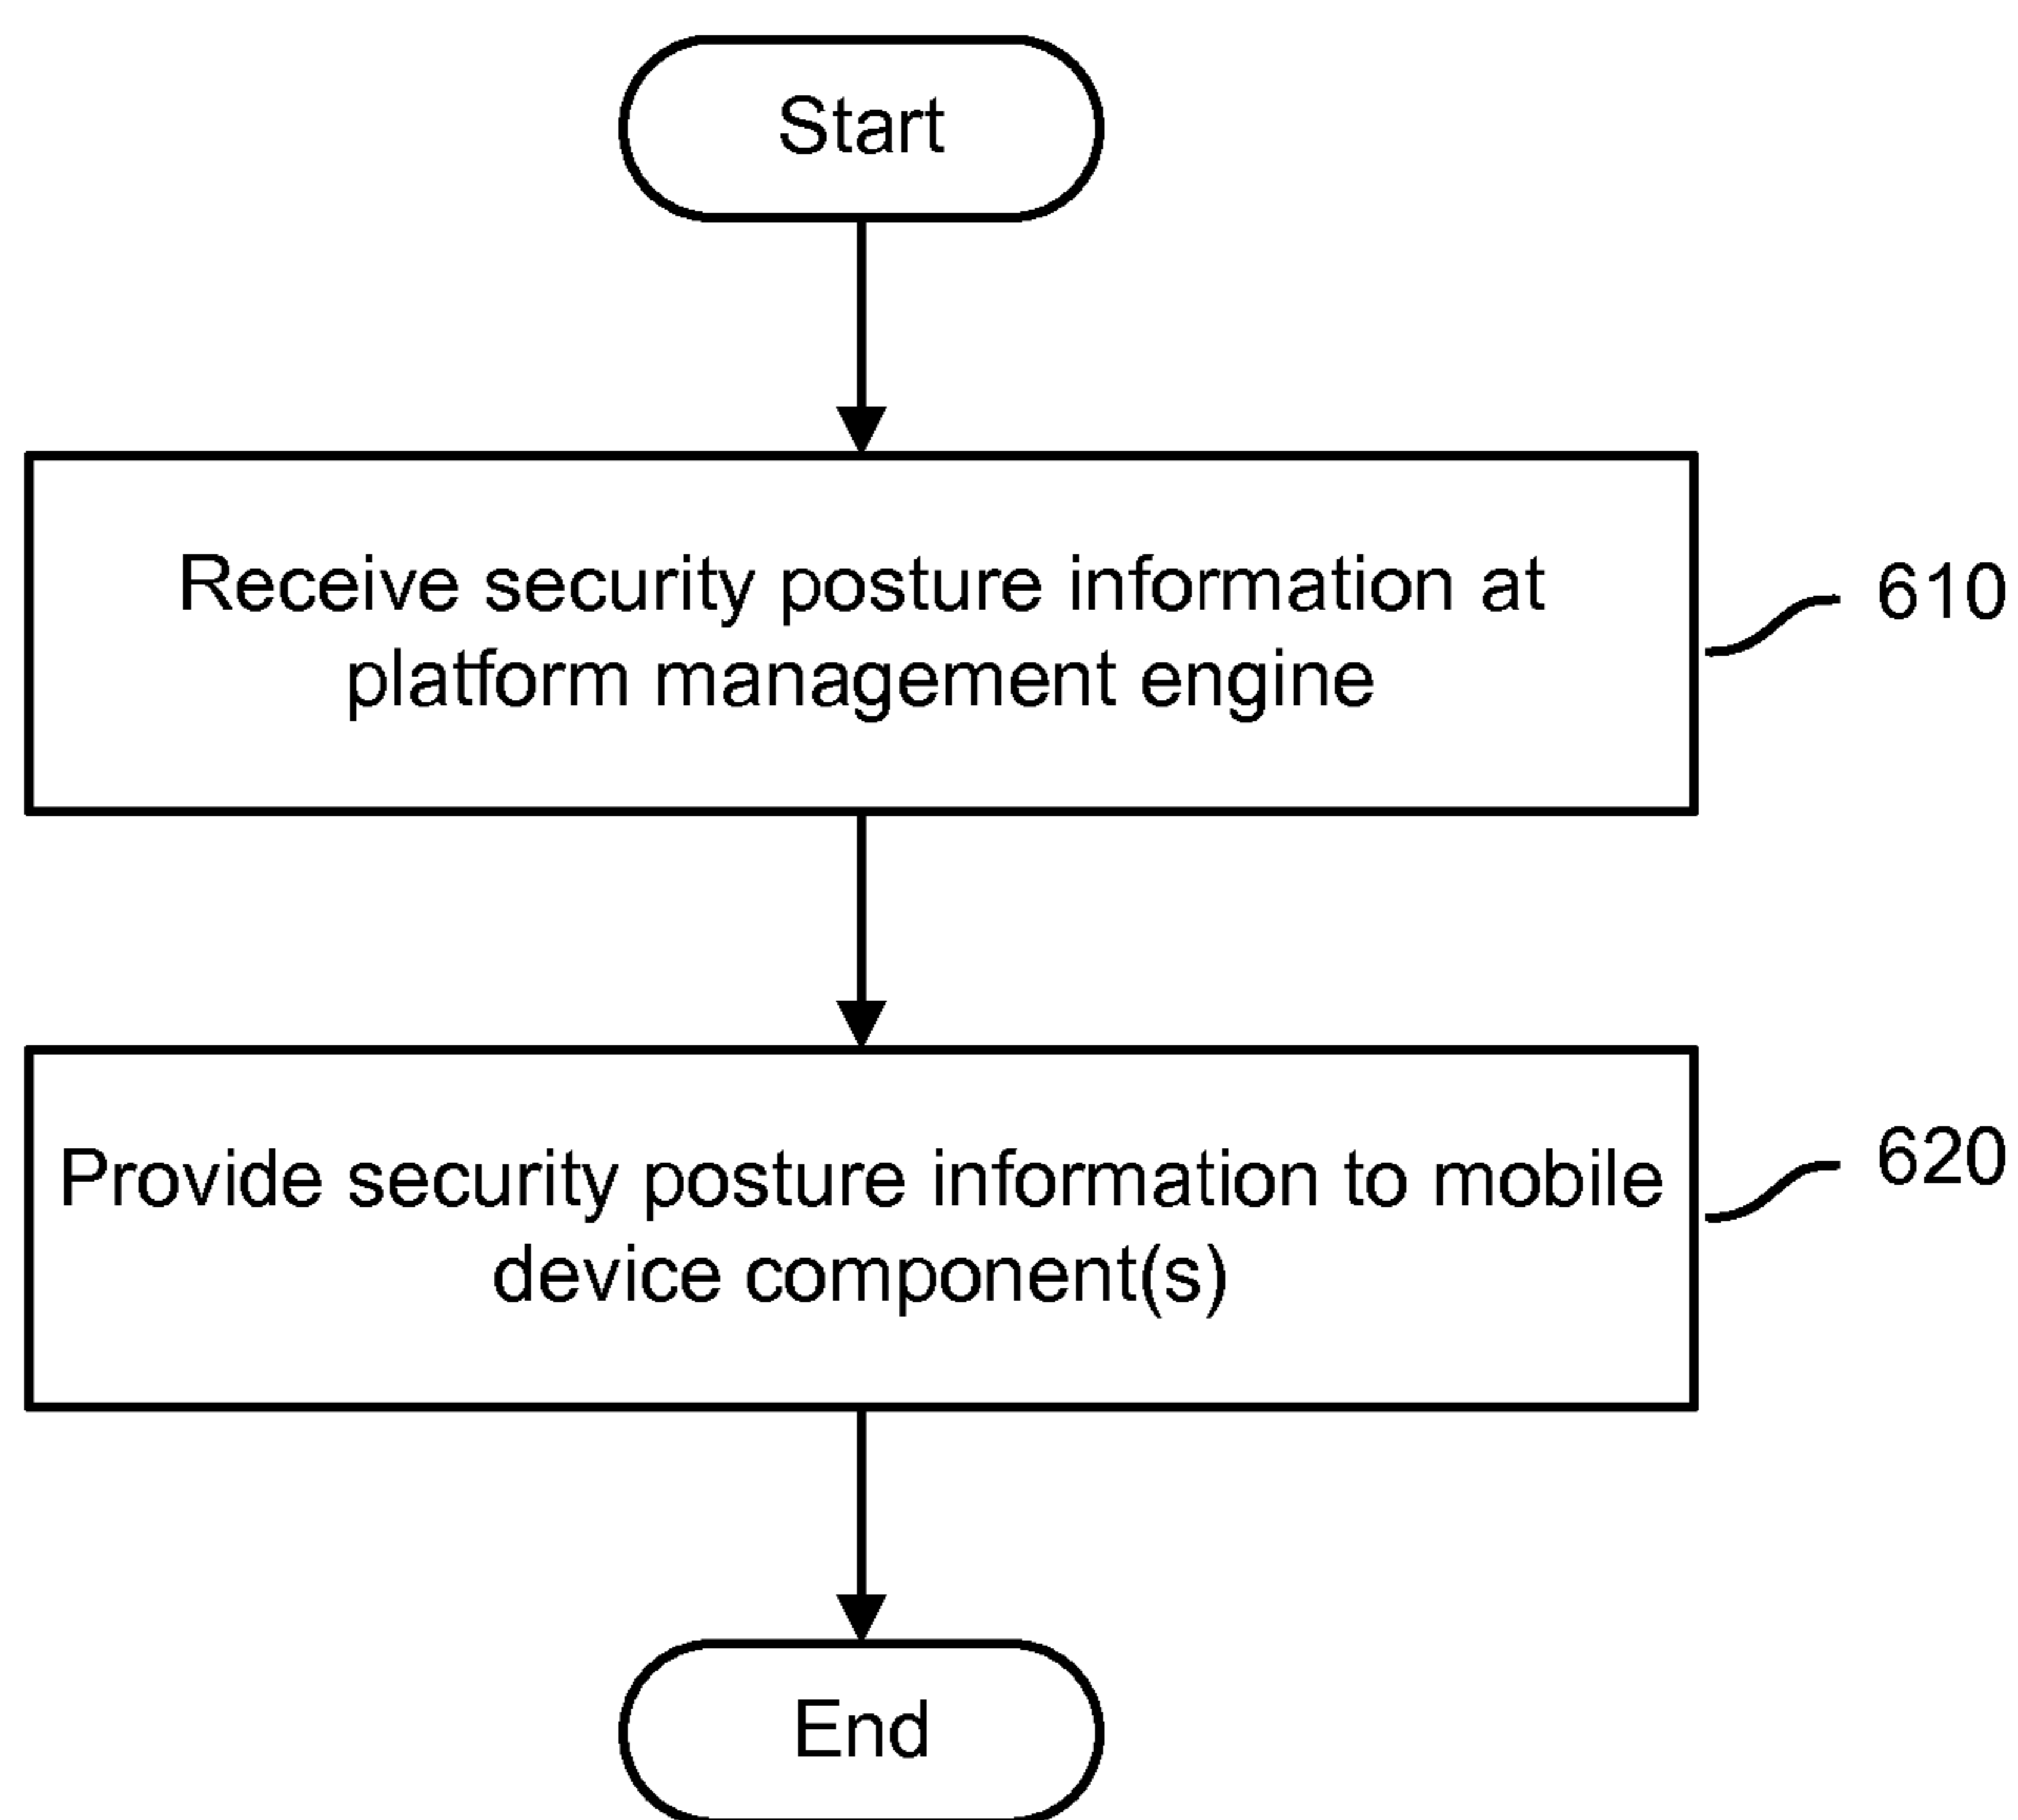 Start
Receive security posture information at
platform management engine
610
Provide security posture information to mobile
device component(s)
620
End